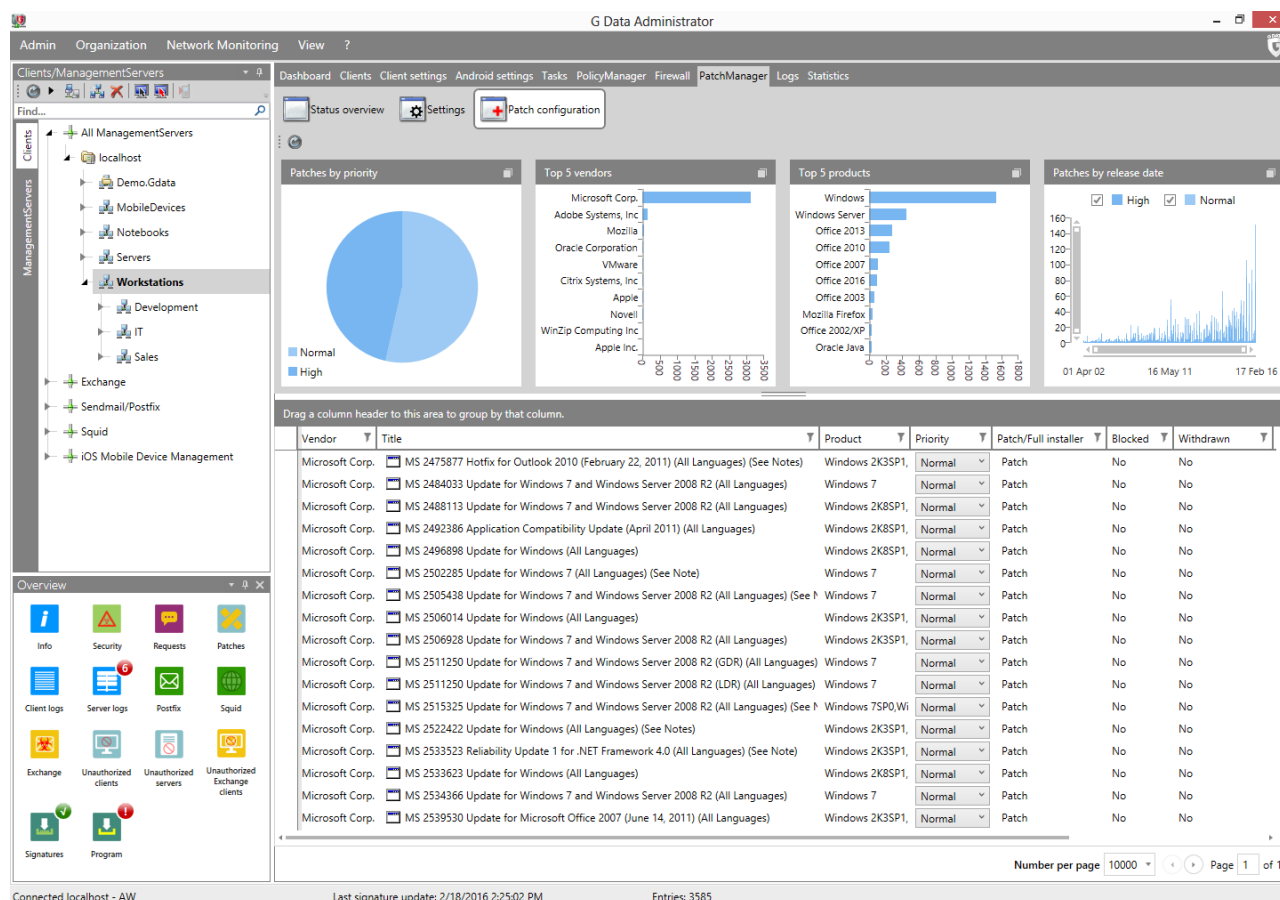 G Data Administrator
Admin Organization Network Monitoring View ?
Clients/ManagementServers
Find...
Clients
ManagementServers
All ManagementServers
localhost
Demo.Gdata
MobileDevices
Notebooks
Servers
Workstations
Development
IT
Sales
Exchange
Sendmail/Postfix
Squid
iOS Mobile Device Management
Overview
Info Security Requests Patches
6
Client logs Server logs Postfix Squid
Exchange Unauthorized clients Unauthorized servers Unauthorized Exchange clients
Signatures Program
Dashboard Clients Client settings Android settings Tasks PolicyManager Firewall PatchManager Logs Statistics
Status overview Settings Patch configuration
Patches by priority
Normal
High
Top 5 vendors
Microsoft Corp.
Adobe Systems, Inc
Mozilla
Oracle Corporation
VMware
Citrix Systems, Inc
Apple
Novell
WinZip Computing Inc
Apple Inc.
0 500 1000 1500 2000 2500 3000 3500
Top 5 products
Windows
Windows Server
Office 2013
Office 2010
Office 2007
Office 2016
Office 2003
Mozilla Firefox
Office 2002/XP
Oracle Java
0 200 400 600 800 1000 1200 1400 1600 1800
Patches by release date
High Normal
160
140
120
100
80
60
40
20
0
01 Apr 02 16 May 11 17 Feb 16
Drag a column header to this area to group by that column.
Vendor Title Product Priority Patch/Full installer Blocked Withdrawn
Microsoft Corp. MS 2475877 Hotfix for Outlook 2010 (February 22, 2011) (All Languages) (See Notes) Windows 2K3SP1, Normal Patch No No
Microsoft Corp. MS 2484033 Update for Windows 7 and Windows Server 2008 R2 (All Languages) Windows 7 Normal Patch No No
Microsoft Corp. MS 2488113 Update for Windows 7 and Windows Server 2008 R2 (All Languages) Windows 2K8SP1, Normal Patch No No
Microsoft Corp. MS 2492386 Application Compatibility Update (April 2011) (All Languages) Windows 2K8SP1, Normal Patch No No
Microsoft Corp. MS 2496898 Update for Windows (All Languages) Windows 2K8SP1, Normal Patch No No
Microsoft Corp. MS 2502285 Update for Windows 7 (All Languages) (See Note) Windows 7 Normal Patch No No
Microsoft Corp. MS 2505438 Update for Windows 7 and Windows Server 2008 R2 (All Languages) (See N Windows 7 Normal Patch No No
Microsoft Corp. MS 2506014 Update for Windows (All Languages) Windows 2K3SP1, Normal Patch No No
Microsoft Corp. MS 2506928 Update for Windows 7 and Windows Server 2008 R2 (All Languages) Windows 2K3SP1, Normal Patch No No
Microsoft Corp. MS 2511250 Update for Windows 7 and Windows Server 2008 R2 (GDR) (All Languages) Windows 7 Normal Patch No No
Microsoft Corp. MS 2511250 Update for Windows 7 and Windows Server 2008 R2 (LDR) (All Languages) Windows 7 Normal Patch No No
Microsoft Corp. MS 2515325 Update for Windows 7 and Windows Server 2008 R2 (All Languages) (See N Windows 7SP0,Wi Normal Patch No No
Microsoft Corp. MS 2522422 Update for Windows (All Languages) (See Notes) Windows 2K3SP1, Normal Patch No No
Microsoft Corp. MS 2533523 Reliability Update 1 for .NET Framework 4.0 (All Languages) (See Note) Windows 2K3SP1, Normal Patch No No
Microsoft Corp. MS 2533623 Update for Windows (All Languages) Windows 2K8SP1, Normal Patch No No
Microsoft Corp. MS 2534366 Update for Windows 7 and Windows Server 2008 R2 (All Languages) Windows 7 Normal Patch No No
Microsoft Corp. MS 2539530 Update for Microsoft Office 2007 (June 14, 2011) (All Languages) Windows 2K3SP1, Normal Patch No No
Number per page 10000 Page 1 of 1
Connected localhost - AW Last signature update: 2/18/2016 2:25:02 PM Entries: 3585